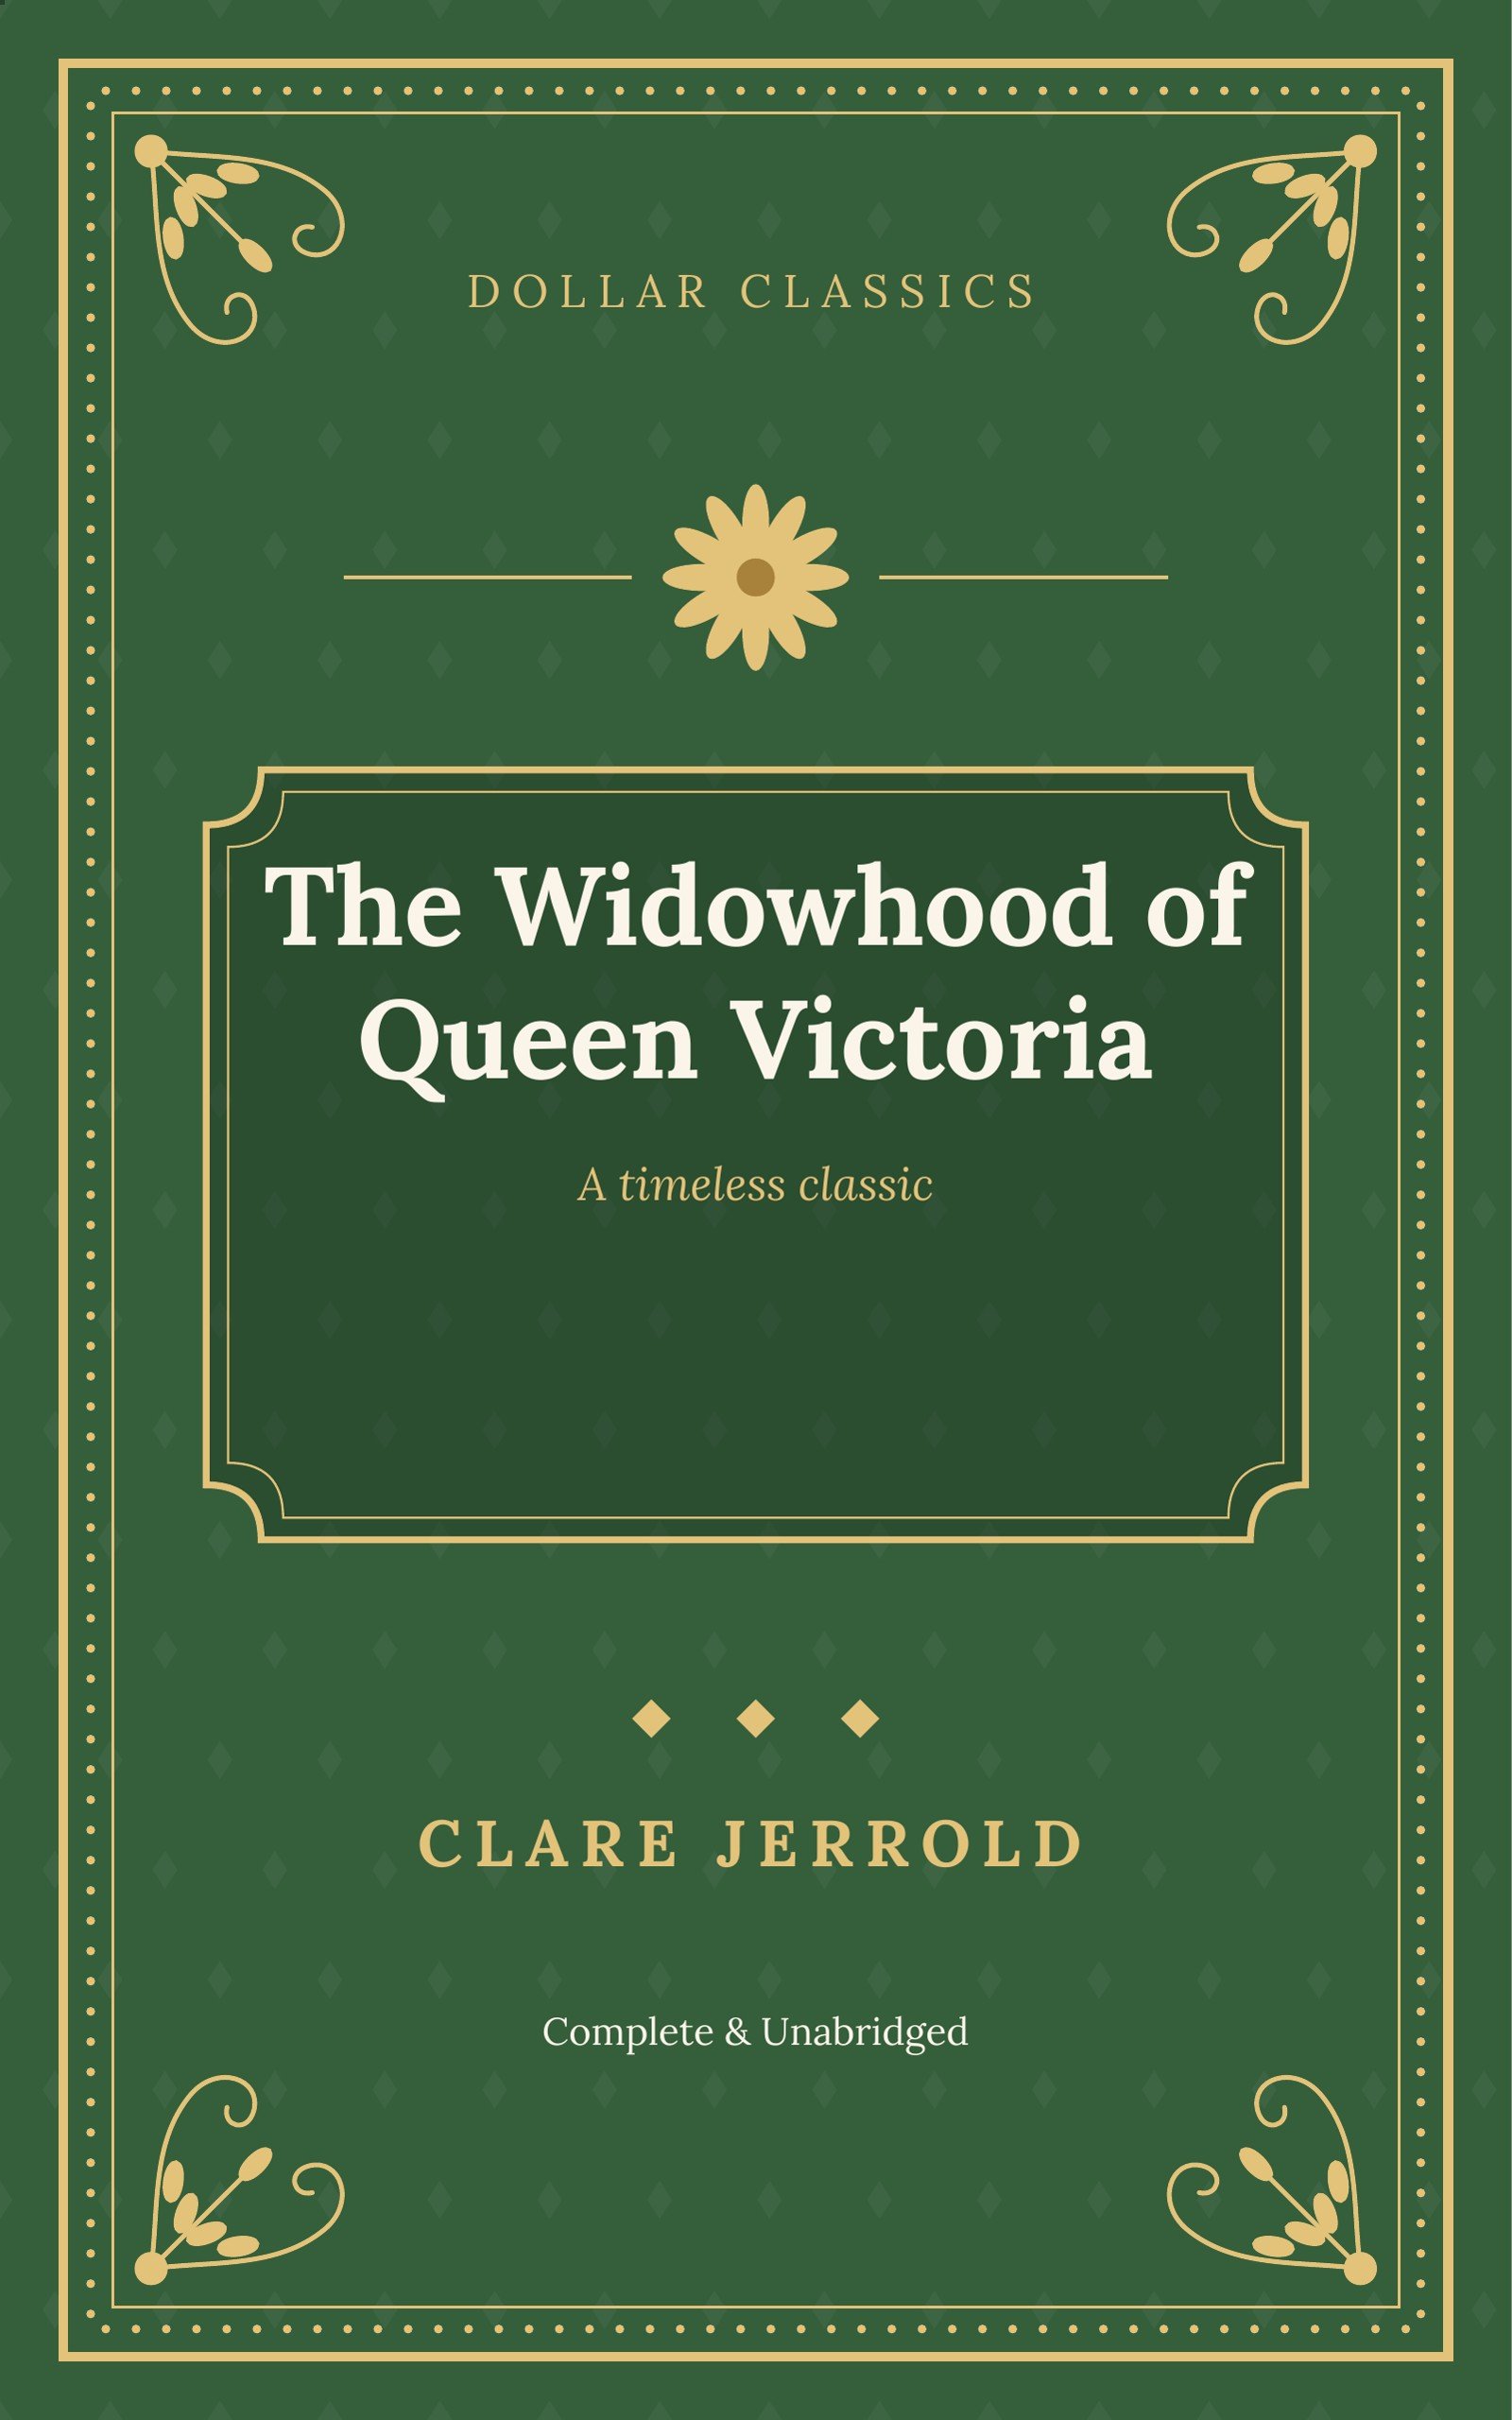 DOLLAR CLASSICS
The Widowhood of
Queen Victoria
A timeless classic
CLARE JERROLD
Complete & Unabridged